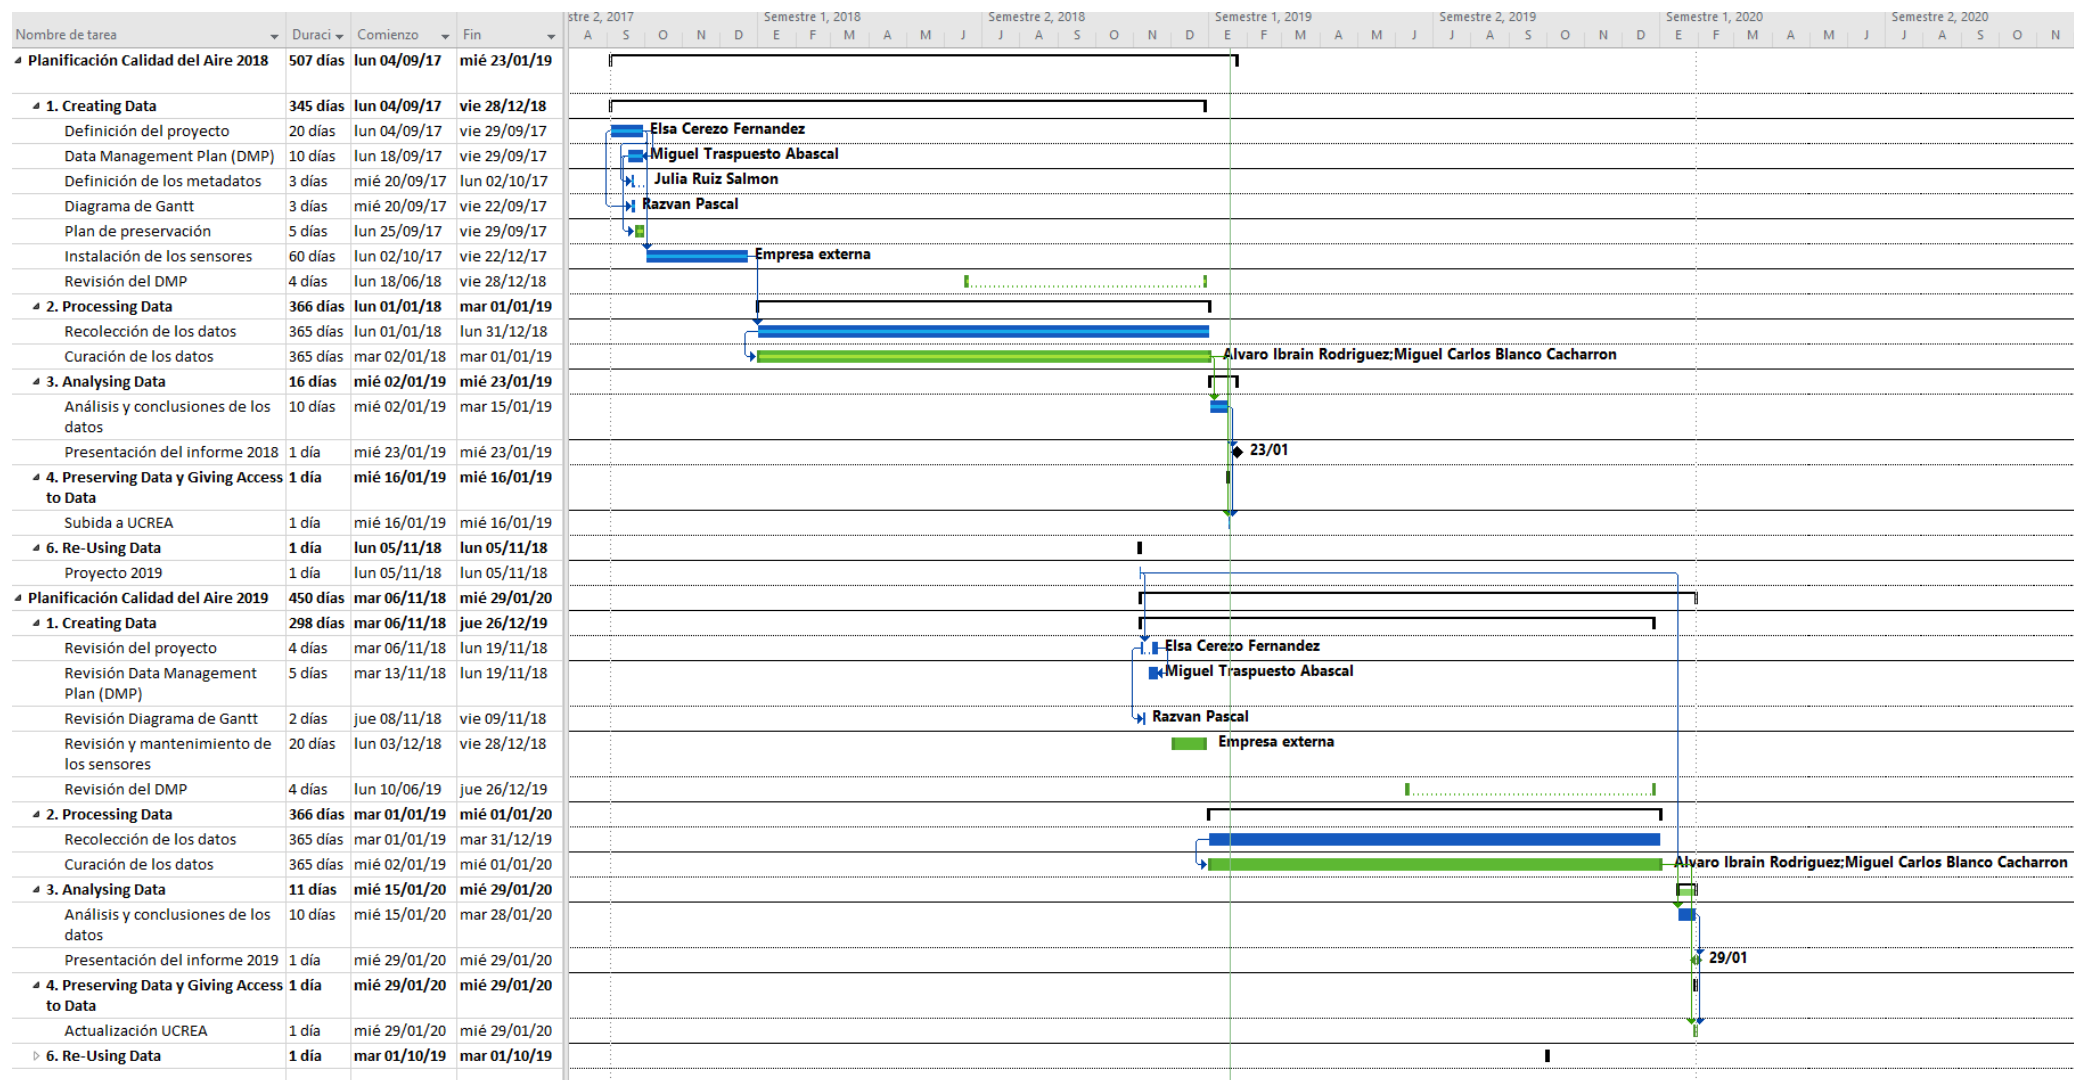 stre 2, 2017 Semestre 1, 2018 Semestre 2, 2018 Semestre 1, 2019 Semestre 2, 2019 Semestre 1, 2020 Semestre 2, 2020
Nombre de tarea Duraci Comienzo Fin A S O N D E F M A M J J A S O N D E F M A M J J A S O N D E F M A M J J A S O N
Planificación Calidad del Aire 2018 507 días lun 04/09/17 mié 23/01/19
1. Creating Data 345 días lun 04/09/17 vie 28/12/18
Definición del proyecto 20 días lun 04/09/17 vie 29/09/17 Elsa Cerezo Fernandez
Data Management Plan (DMP) 10 días lun 18/09/17 vie 29/09/17 Miguel Traspuesto Abascal
Definición de los metadatos 3 días mié 20/09/17 lun 02/10/17 Julia Ruiz Salmon
Diagrama de Gantt 3 días mié 20/09/17 vie 22/09/17 Razvan Pascal
Plan de preservación 5 días lun 25/09/17 vie 29/09/17
Instalación de los sensores 60 días lun 02/10/17 vie 22/12/17 Empresa externa
Revisión del DMP 4 días lun 18/06/18 vie 28/12/18
2. Processing Data 366 días lun 01/01/18 mar 01/01/19
Recolección de los datos 365 días lun 01/01/18 lun 31/12/18
Curación de los datos 365 días mar 02/01/18 mar 01/01/19 Alvaro Ibrain Rodriguez;Miguel Carlos Blanco Cacharron
3. Analysing Data 16 días mié 02/01/19 mié 23/01/19
Análisis y conclusiones de los 10 días mié 02/01/19 mar 15/01/19
datos
Presentación del informe 2018 1 día mié 23/01/19 mié 23/01/19 23/01
4. Preserving Data y Giving Access 1 día mié 16/01/19 mié 16/01/19
to Data
Subida a UCREA 1 día mié 16/01/19 mié 16/01/19
6. Re-Using Data 1 día lun 05/11/18 lun 05/11/18
Proyecto 2019 1 día lun 05/11/18 lun 05/11/18
Planificación Calidad del Aire 2019 450 días mar 06/11/18 mié 29/01/20
1. Creating Data 298 días mar 06/11/18 jue 26/12/19
Revisión del proyecto 4 días mar 06/11/18 lun 19/11/18 Elsa Cerezo Fernandez
Revisión Data Management 5 días mar 13/11/18 lun 19/11/18 Miguel Traspuesto Abascal
Plan (DMP)
Revisión Diagrama de Gantt 2 días jue 08/11/18 vie 09/11/18 Razvan Pascal
Revisión y mantenimiento de 20 días lun 03/12/18 vie 28/12/18 Empresa externa
los sensores
Revisión del DMP 4 días lun 10/06/19 jue 26/12/19
2. Processing Data 366 días mar 01/01/19 mié 01/01/20
Recolección de los datos 365 días mar 01/01/19 mar 31/12/19
Curación de los datos 365 días mié 02/01/19 mié 01/01/20 Alvaro Ibrain Rodriguez;Miguel Carlos Blanco Cacharron
3. Analysing Data 11 días mié 15/01/20 mié 29/01/20
Análisis y conclusiones de los 10 días mié 15/01/20 mar 28/01/20
datos
Presentación del informe 2019 1 día mié 29/01/20 mié 29/01/20 29/01
4. Preserving Data y Giving Access 1 día mié 29/01/20 mié 29/01/20
to Data
Actualización UCREA 1 día mié 29/01/20 mié 29/01/20
6. Re-Using Data 1 día mar 01/10/19 mar 01/10/19